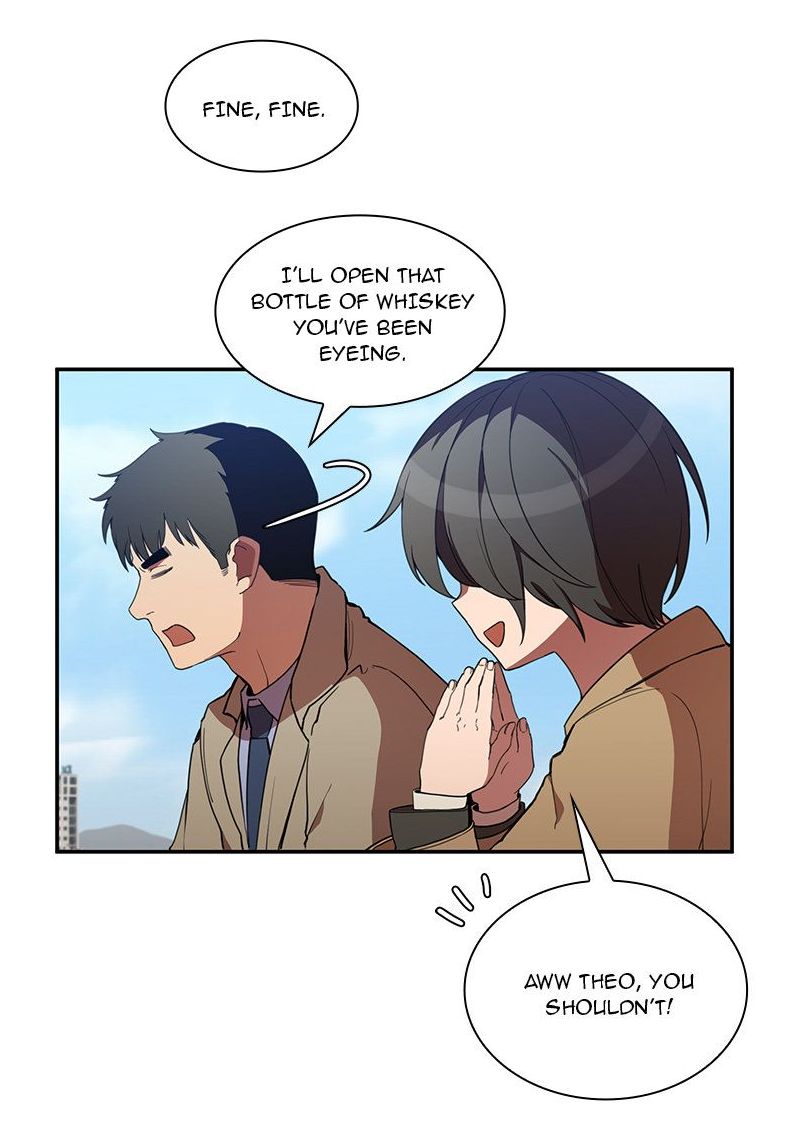 FINE, FINE.
I'LL OPEN THAT
BOTTLE OF WHISKEY
YOU'VE BEEN
EYEING.
AWW THEO, YOU
SHOULDN'T!